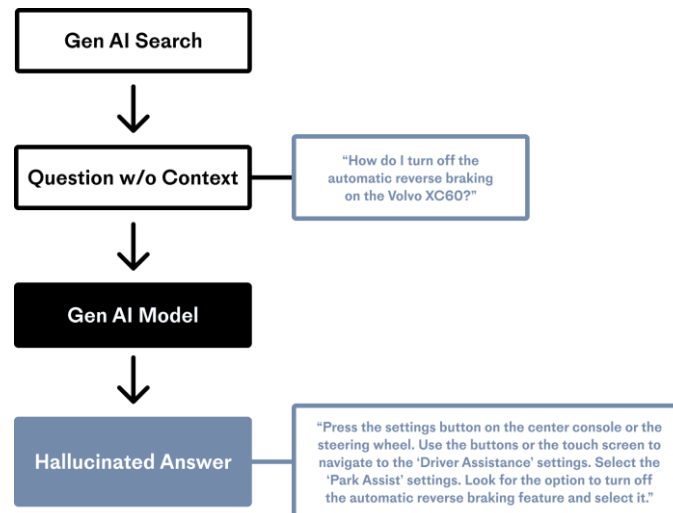 Gen AI Search
Question w/o Context
“How do I turn off the
automatic reverse braking
on the Volvo XC60?”
Gen AI Model
Hallucinated Answer
“Press the settings button on the center console or the
steering wheel. Use the buttons or the touch screen to
navigate to the ‘Driver Assistance’ settings. Select the
‘Park Assist’ settings. Look for the option to turn off
the automatic reverse braking feature and select it.”